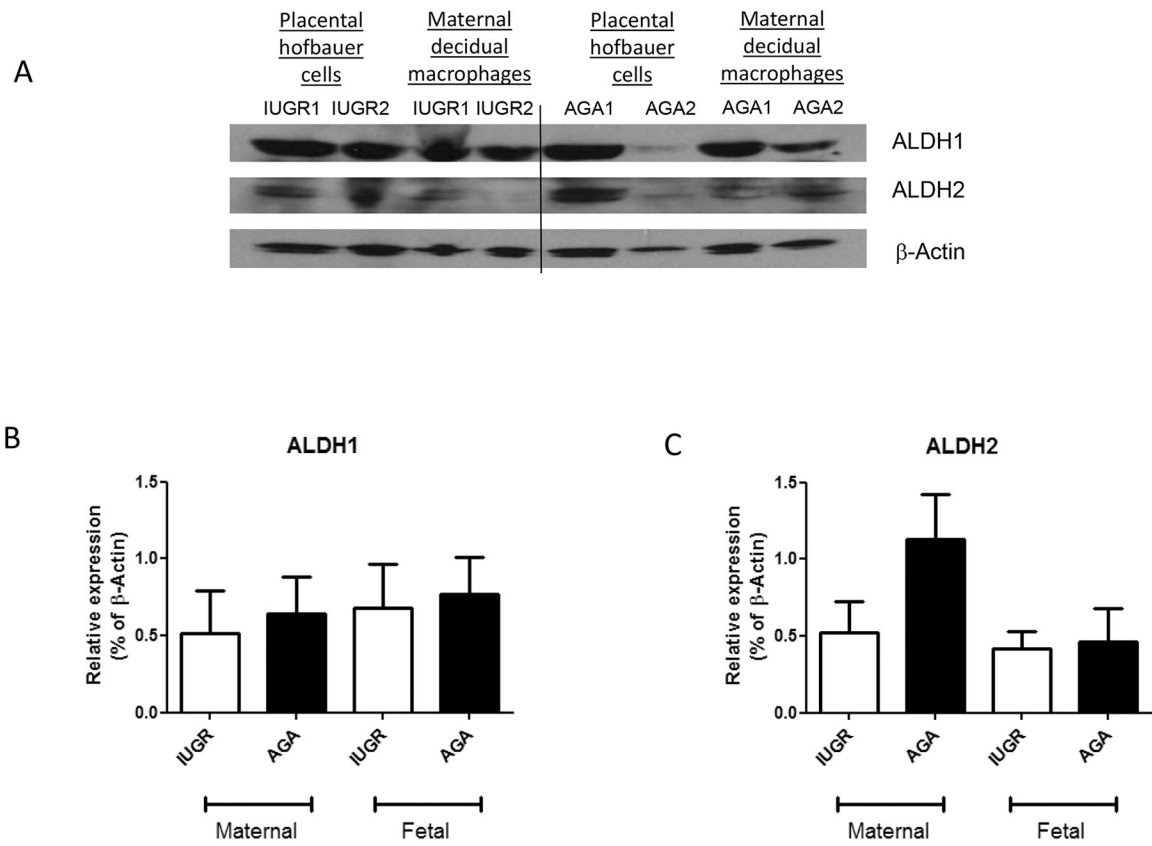 A
Placental hofbauer cells
Maternal decidual macrophages
Placental hofbauer cells
Maternal decidual macrophages
IUGR1 IUGR2 IUGR1 IUGR2 AGA1 AGA2 AGA1 AGA2
ALDH1
ALDH2
β-Actin
B
ALDH1
Relative expression
(% of β-Actin)
1.5
1.0
0.5
0.0
IUGR AGA IUGR AGA
Maternal Fetal
C
ALDH2
Relative expression
(% of β-Actin)
1.5
1.0
0.5
0.0
IUGR AGA IUGR AGA
Maternal Fetal